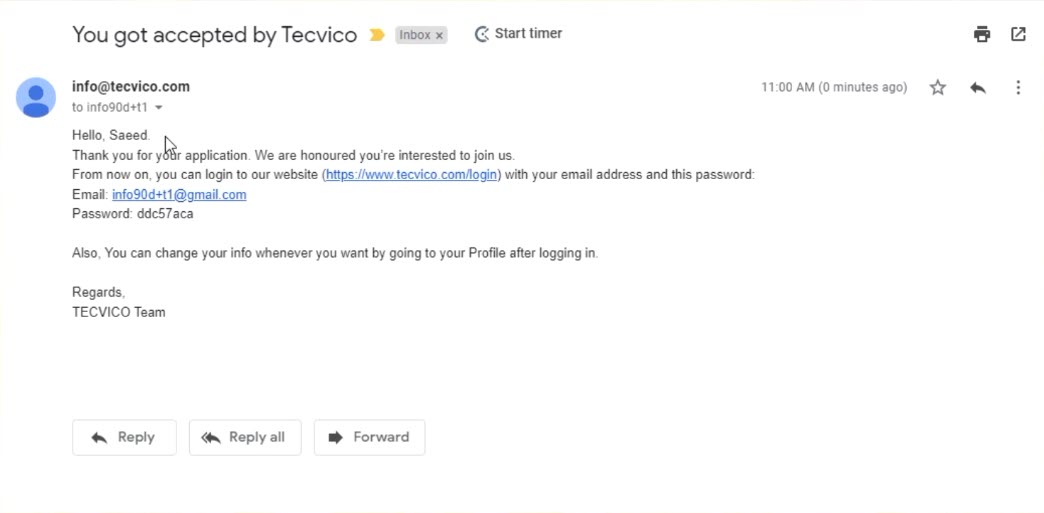 You got accepted by Tecvico Inbox × Start timer
info@tecvico.com 11:00 AM (0 minutes ago)
to info90d+t1
Hello, Saeed.
Thank you for your application. We are honoured you're interested to join us.
From now on, you can login to our website (https://www.tecvico.com/login) with your email address and this password:
Email: info90d+t1@gmail.com
Password: ddc57aca
Also, You can change your info whenever you want by going to your Profile after logging in.
Regards,
TECVICO Team
Reply Reply all Forward